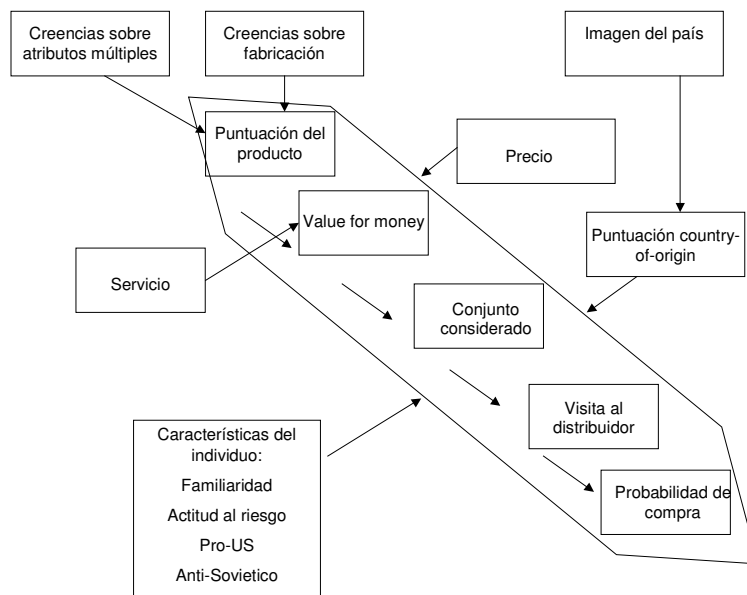 Creencias sobre
atributos múltiples
Creencias sobre
fabricación
Imagen del país
Puntuación del
producto
Precio
Value for money
Puntuación country-
of-origin
Servicio
Conjunto
considerado
Visita al
distribuidor
Características del
individuo:
Familiaridad
Actitud al riesgo
Pro-US
Anti-Sovietico
Probabilidad de
compra